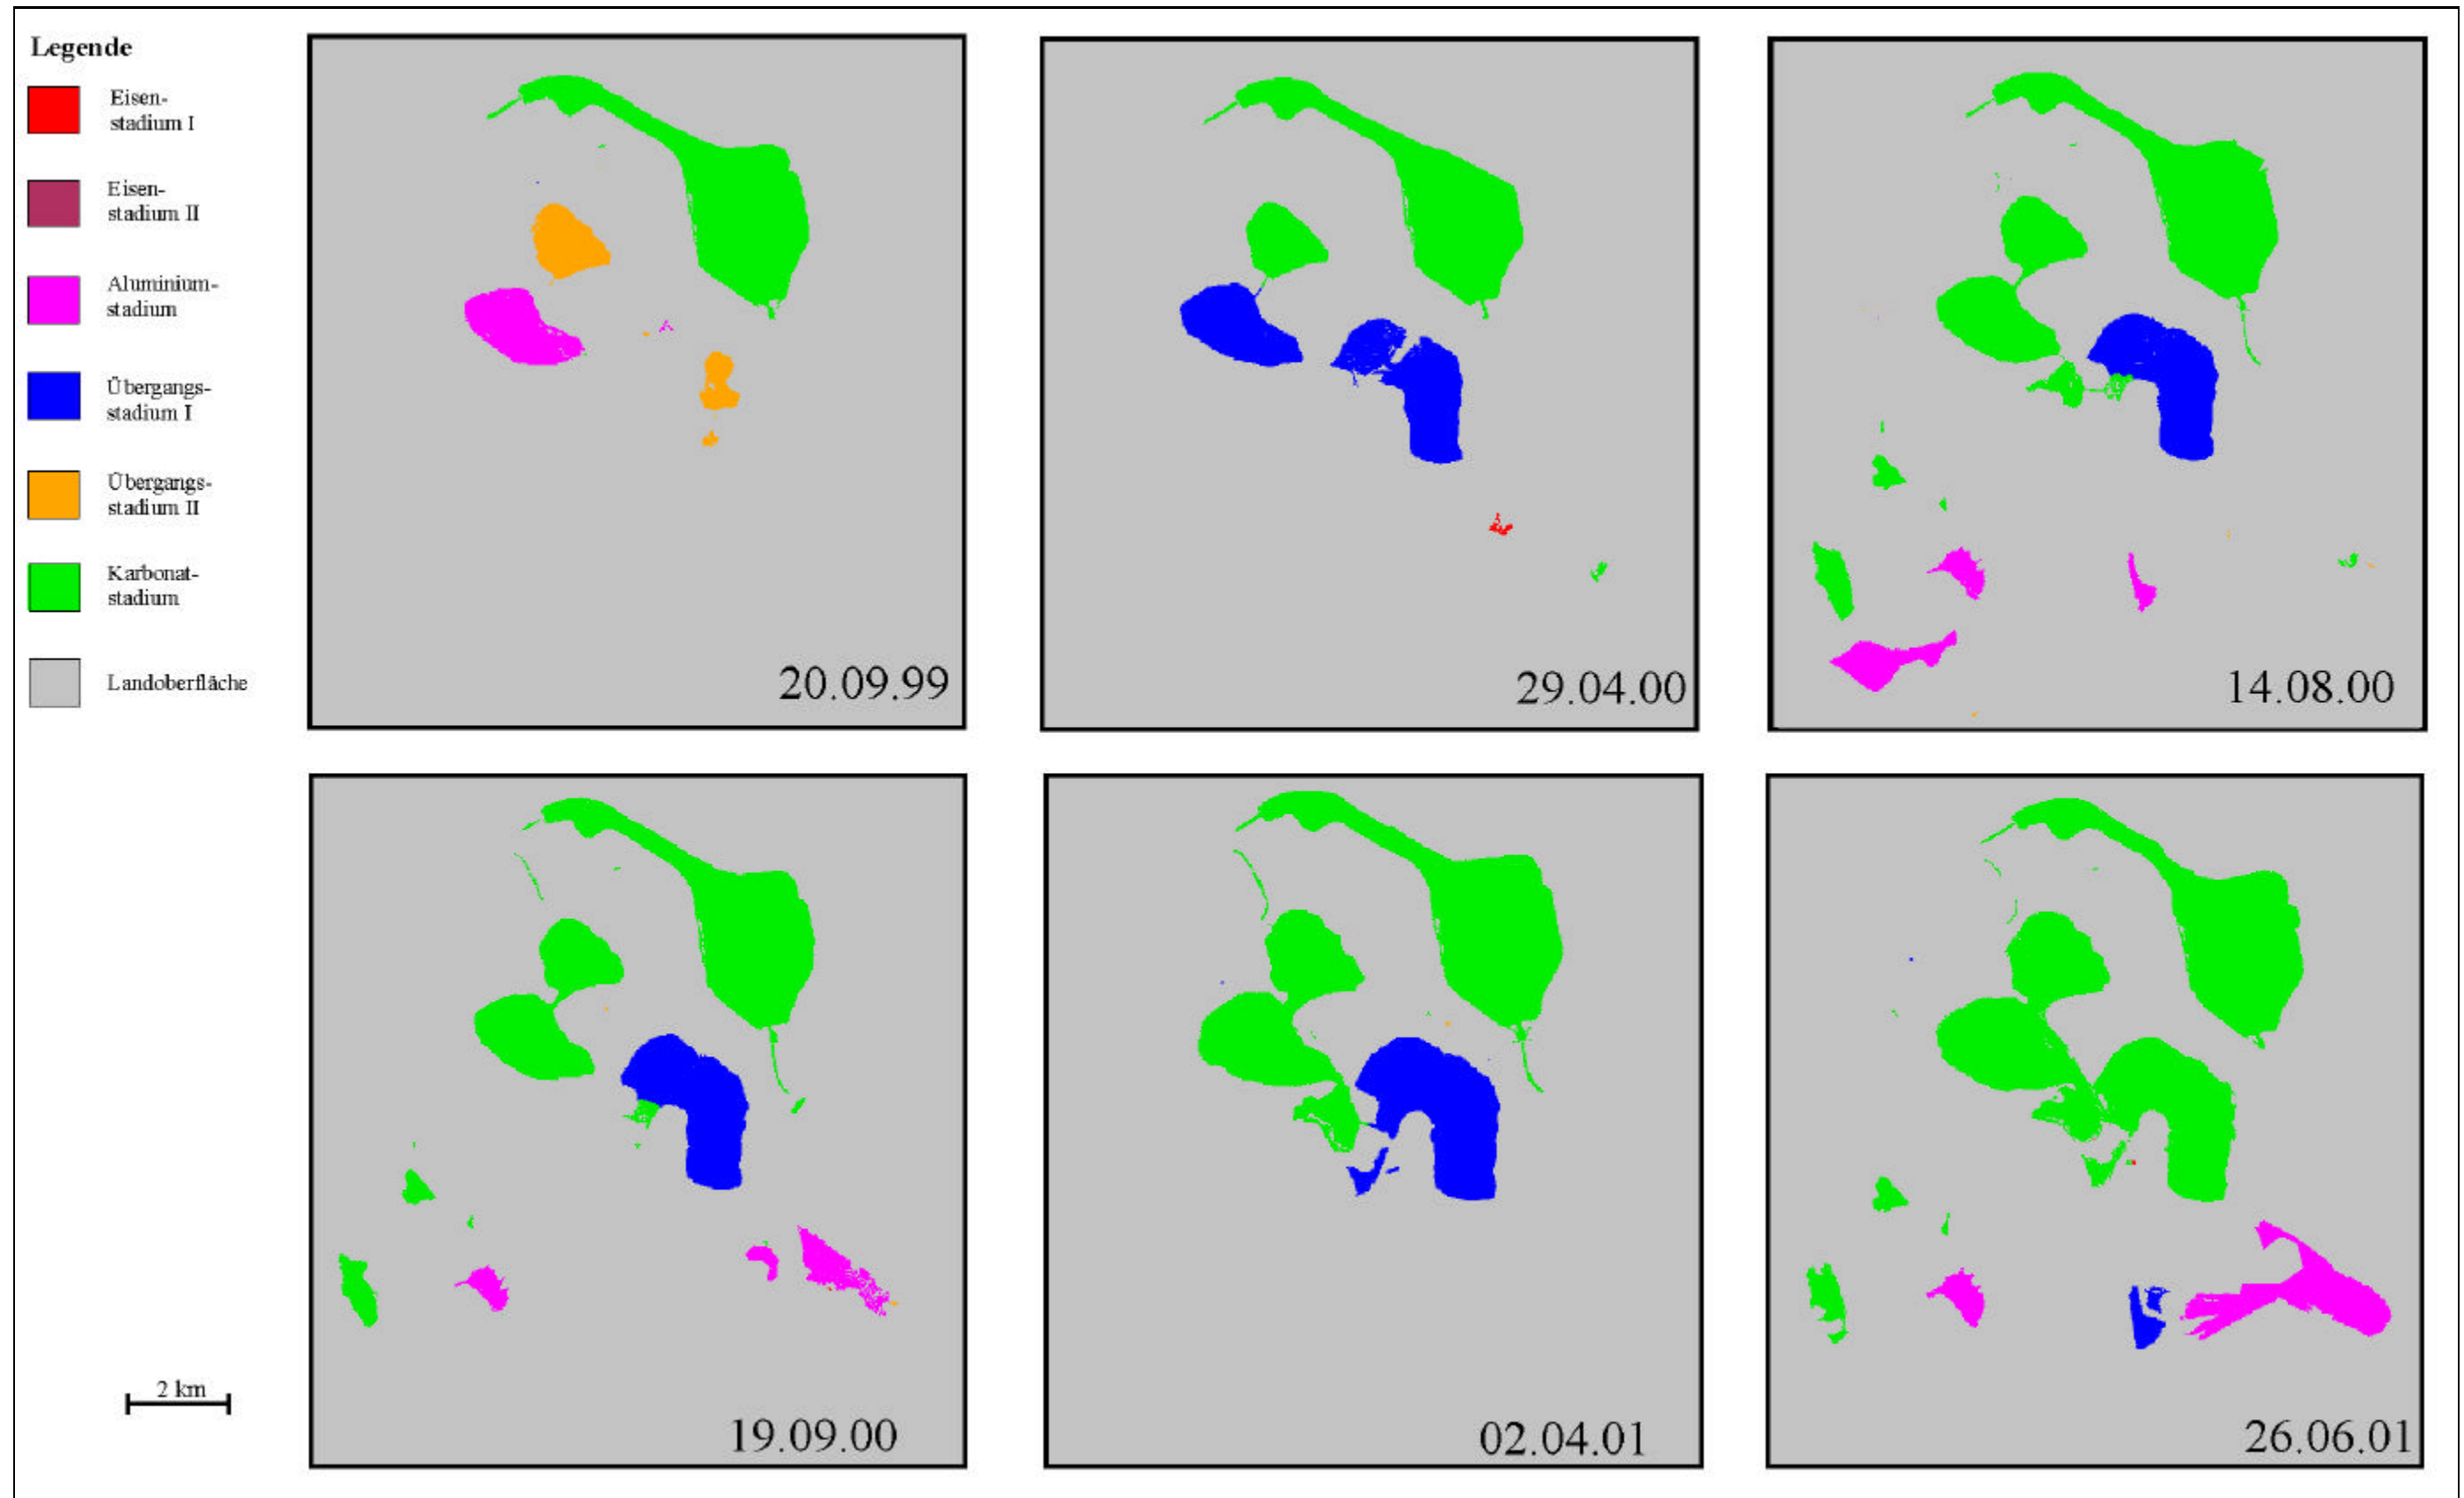 Legende
Eisen-
stadium I
Eisen-
stadium II
Aluminium-
stadium
Übergangs-
stadium I
Übergangs-
stadium II
Karbonat-
stadium
Landoberfläche
20.09.99
29.04.00
14.08.00
2 km
19.09.00
02.04.01
26.06.01